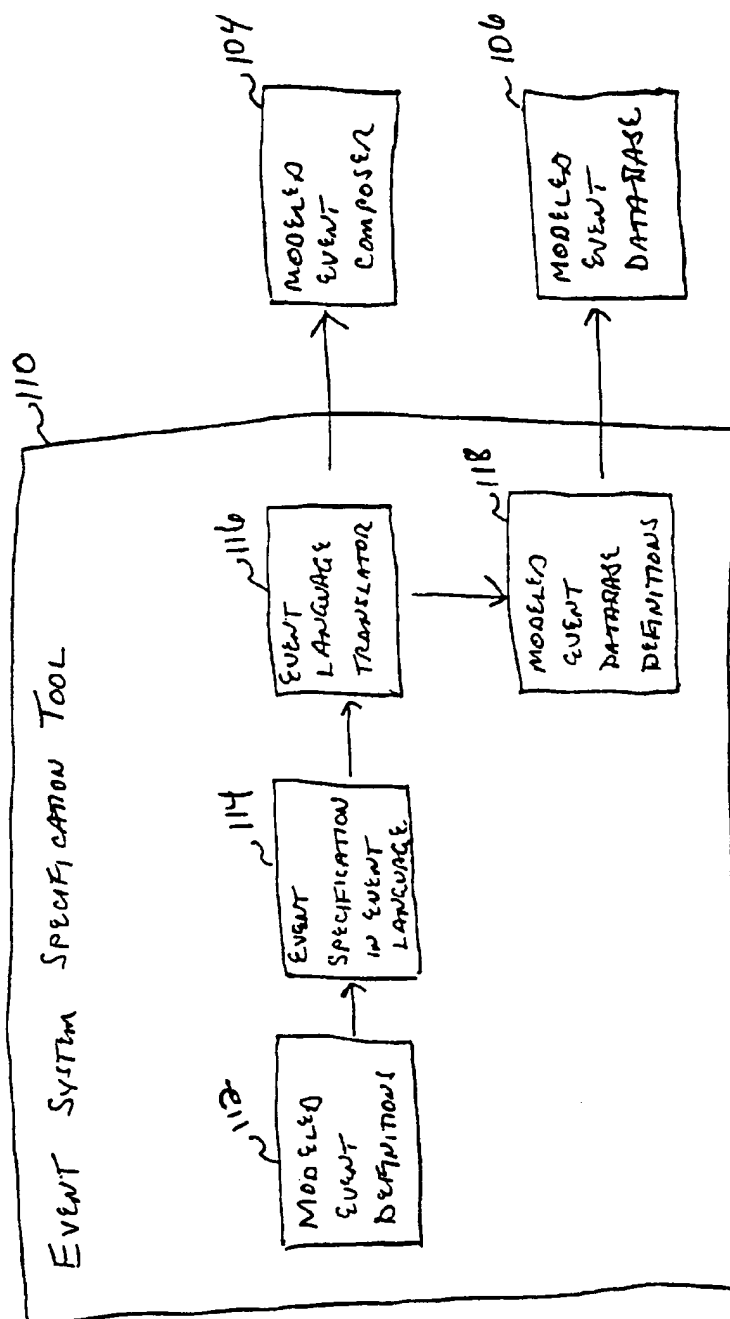 110
EVENT SYSTEM SPECIFICATION TOOL
112
MODELED
EVENT
DEFINITIONS
114
EVENT
SPECIFICATION
IN EVENT
LANGUAGE
116
EVENT
LANGUAGE
TRANSLATOR
118
MODELED
EVENT
DATABASE
DEFINITIONS
104
MODELED
EVENT
COMPOSER
106
MODELED
EVENT
DATABASE